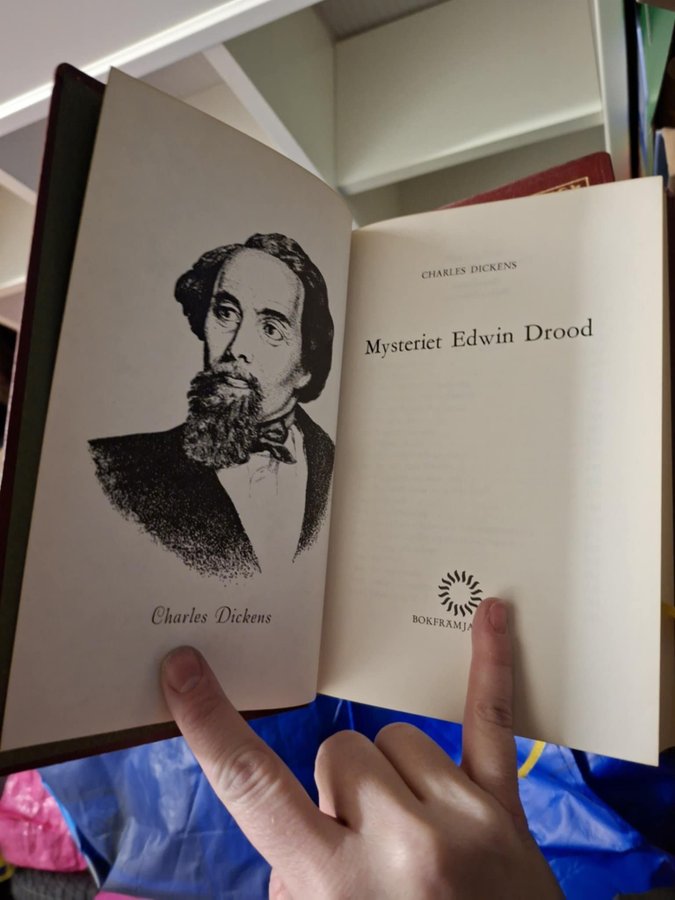 Charles Dickens
CHARLES DICKENS
Mysteriet Edwin Drood